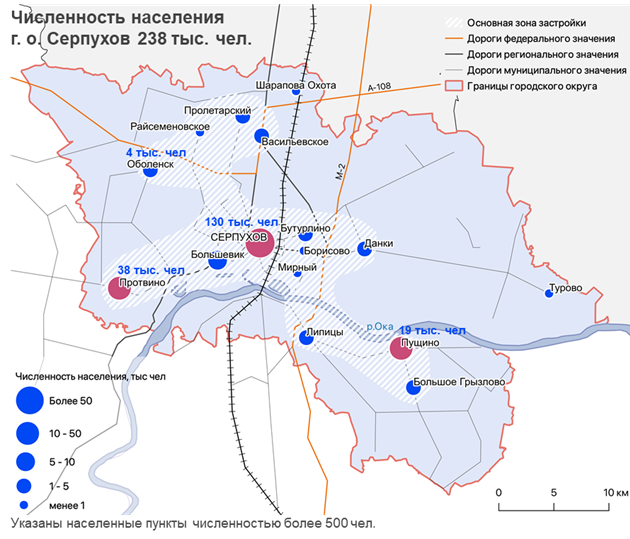 Численность населения
г. о. Серпухов 238 тыс. чел.
Основная зона застройки
Дороги федерального значения
Дороги регионального значения
Дороги муниципального значения
Границы городского округа
Шарапова Охота
А-108
Пролетарский
Райсеменовское
Васильевское
4 тыс. чел
Оболенск
М-2
130 тыс. чел
СЕРПУХОВ
Бутурлино
Данки
Борисово
Большевик
Мирный
38 тыс. чел
Протвино
Турово
Липицы
р.Ока
19 тыс. чел
Пущино
Большое Грызлово
Численность населения, тыс чел
Более 50
10 - 50
5 - 10
1 - 5
менее 1
0 5 10 км
Указаны населенные пункты численностью более 500 чел.